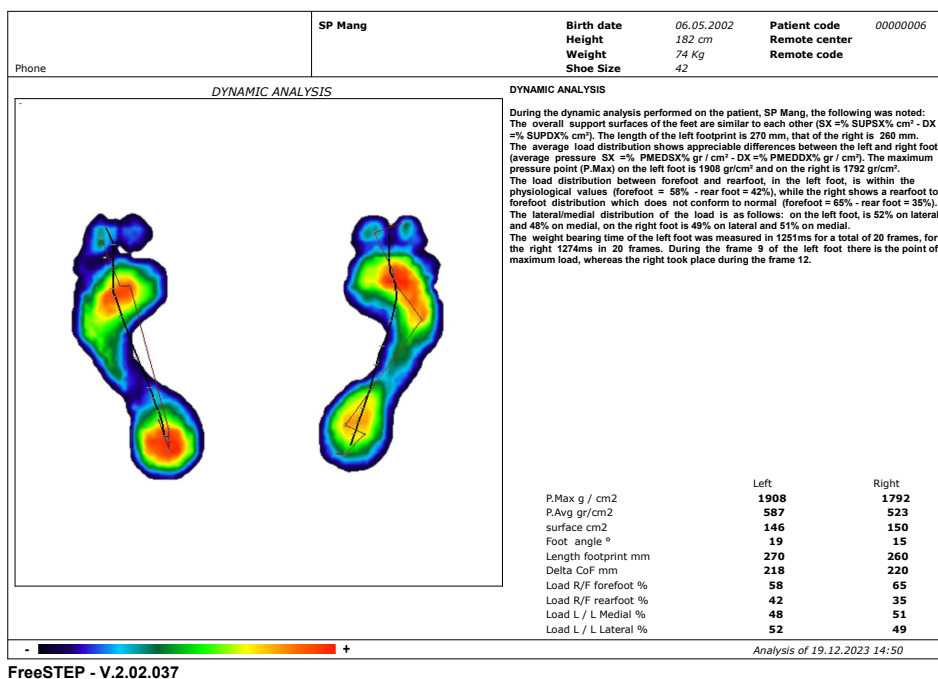 SP Mang
Birth date 06.05.2002 Patient code 00000006
Height 182 cm Remote center
Weight 74 Kg Remote code
Phone Shoe Size 42
DYNAMIC ANALYSIS
DYNAMIC ANALYSIS
During the dynamic analysis performed on the patient, SP Mang, the following was noted:
The overall support surfaces of the feet are similar to each other (SX =% SUPSX% cm² - DX
=% SUPDX% cm²). The length of the left footprint is 270 mm, that of the right is 260 mm.
The average load distribution shows appreciable differences between the left and right foot
(average pressure SX =% PMEDSX% gr / cm² - DX =% PMEDDX% gr / cm²). The maximum
pressure point (P.Max) on the left foot is 1908 gr/cm² and on the right is 1792 gr/cm².
The load distribution between forefoot and rearfoot, in the left foot, is within the
physiological values (forefoot = 58% - rear foot = 42%), while the right shows a rearfoot to
forefoot distribution which does not conform to normal (forefoot = 65% - rear foot = 35%).
The lateral/medial distribution of the load is as follows: on the left foot, is 52% on lateral
and 48% on medial, on the right foot is 49% on lateral and 51% on medial.
The weight bearing time of the left foot was measured in 1251ms for a total of 20 frames, for
the right 1274ms in 20 frames. During the frame 9 of the left foot there is the point of
maximum load, whereas the right took place during the frame 12.
Left Right
P.Max g / cm2 1908 1792
P.Avg gr/cm2 587 523
surface cm2 146 150
Foot angle ° 19 15
Length footprint mm 270 260
Delta CoF mm 218 220
Load R/F forefoot % 58 65
Load R/F rearfoot % 42 35
Load L / L Medial % 48 51
Load L / L Lateral % 52 49
- +
Analysis of 19.12.2023 14:50
FreeSTEP - V.2.02.037